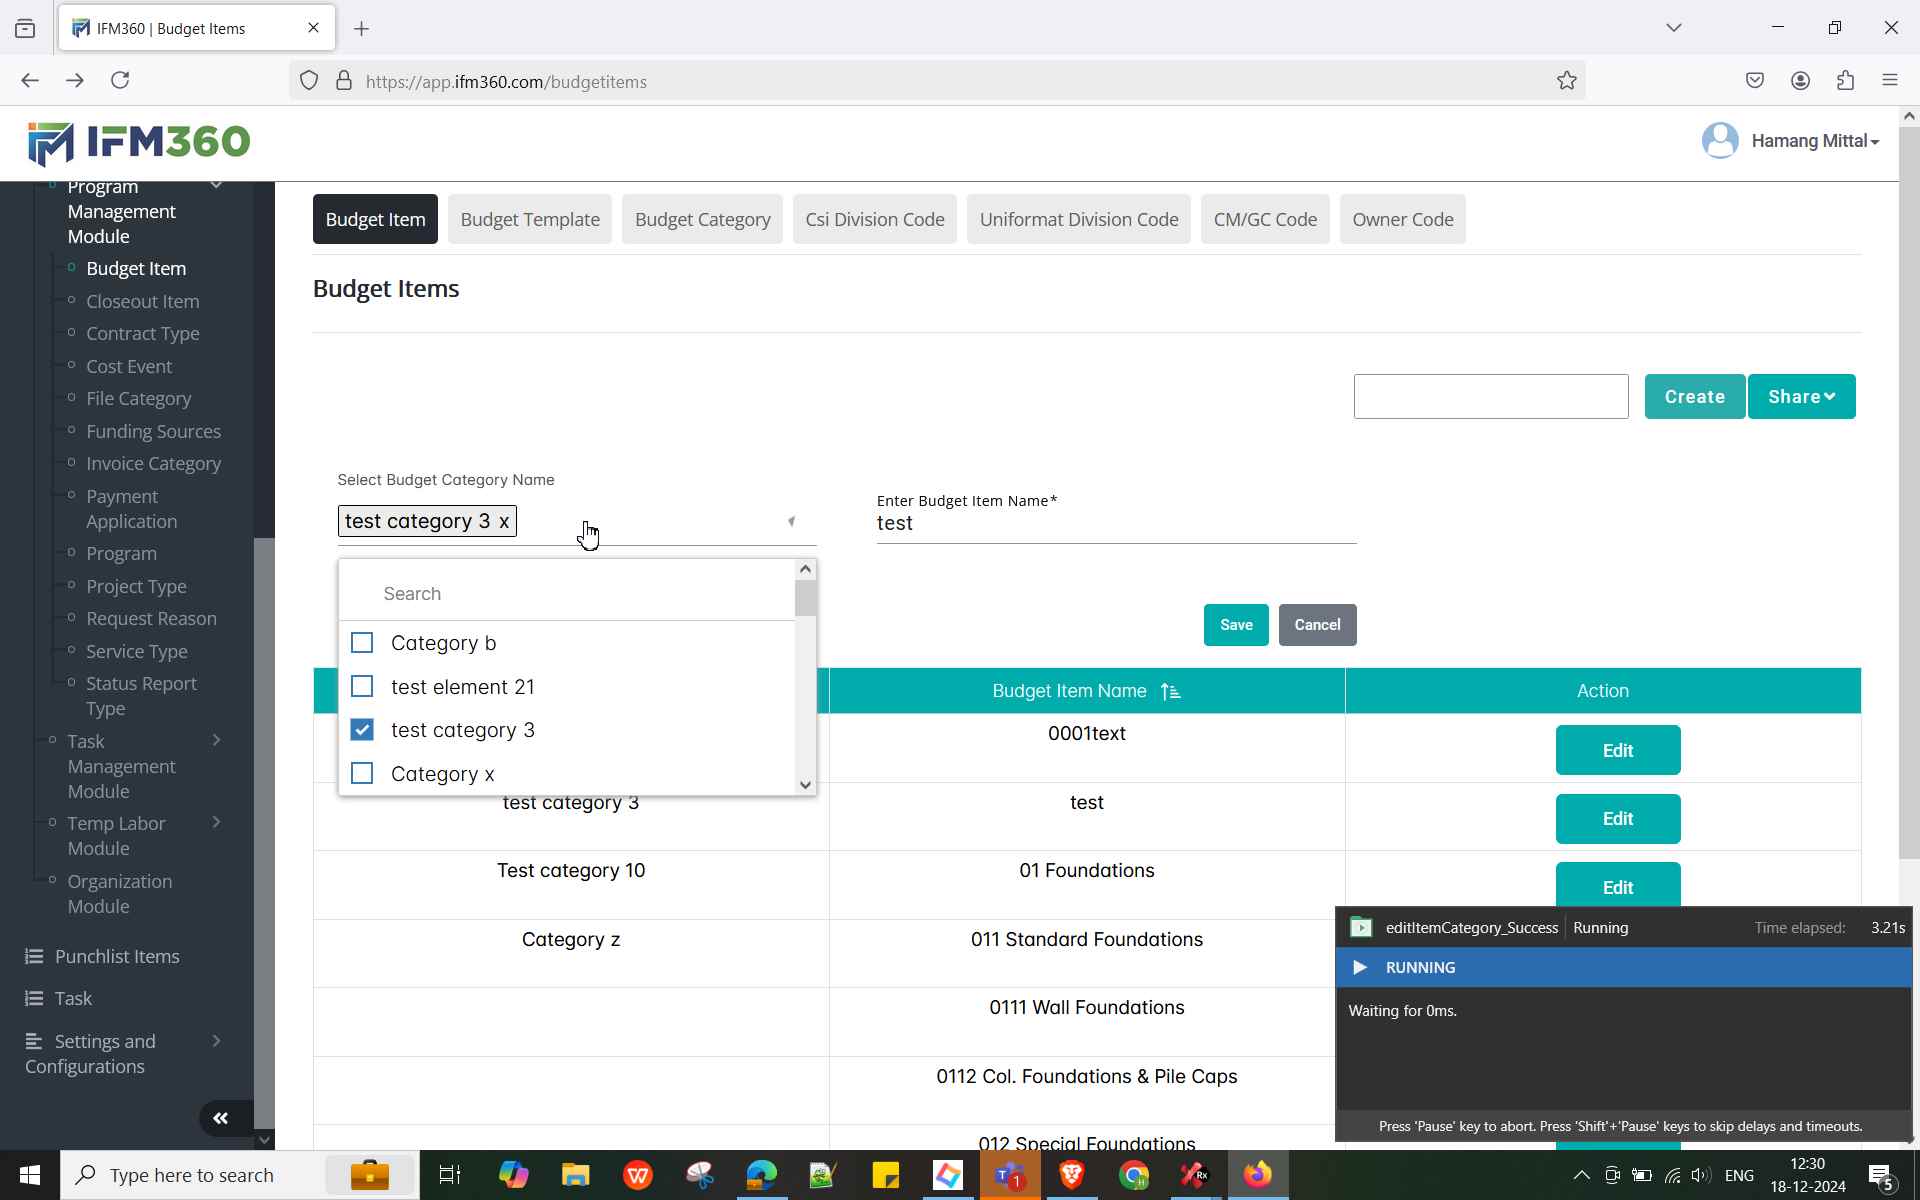 IFM360 | Budget Items
https://app.ifm360.com/budgetitems
IFM360
Hamang Mittal
Program
Management
Module
Budget Item
Closeout Item
Contract Type
Cost Event
File Category
Funding Sources
Invoice Category
Payment
Application
Program
Project Type
Request Reason
Service Type
Status Report
Type
Task
Management
Module
Temp Labor
Module
Organization
Module
Punchlist Items
Task
Settings and
Configurations
Budget Item
Budget Template
Budget Category
Csi Division Code
Uniformat Division Code
CM/GC Code
Owner Code
Budget Items
Create
Share
Select Budget Category Name
test category 3 x
Enter Budget Item Name*
test
Search
Category b
test element 21
test category 3
Category x
Save
Cancel
Budget Item Name
Action
0001text
Edit
test category 3
test
Edit
Test category 10
01 Foundations
Edit
Category z
011 Standard Foundations
0111 Wall Foundations
0112 Col. Foundations & Pile Caps
012 Special Foundations
editItemCategory_Success
Running
Time elapsed:
3.21s
RUNNING
Waiting for 0ms.
Press 'Pause' key to abort. Press 'Shift'+'Pause' keys to skip delays and timeouts.
Type here to search
1
ENG
12:30
18-12-2024
5